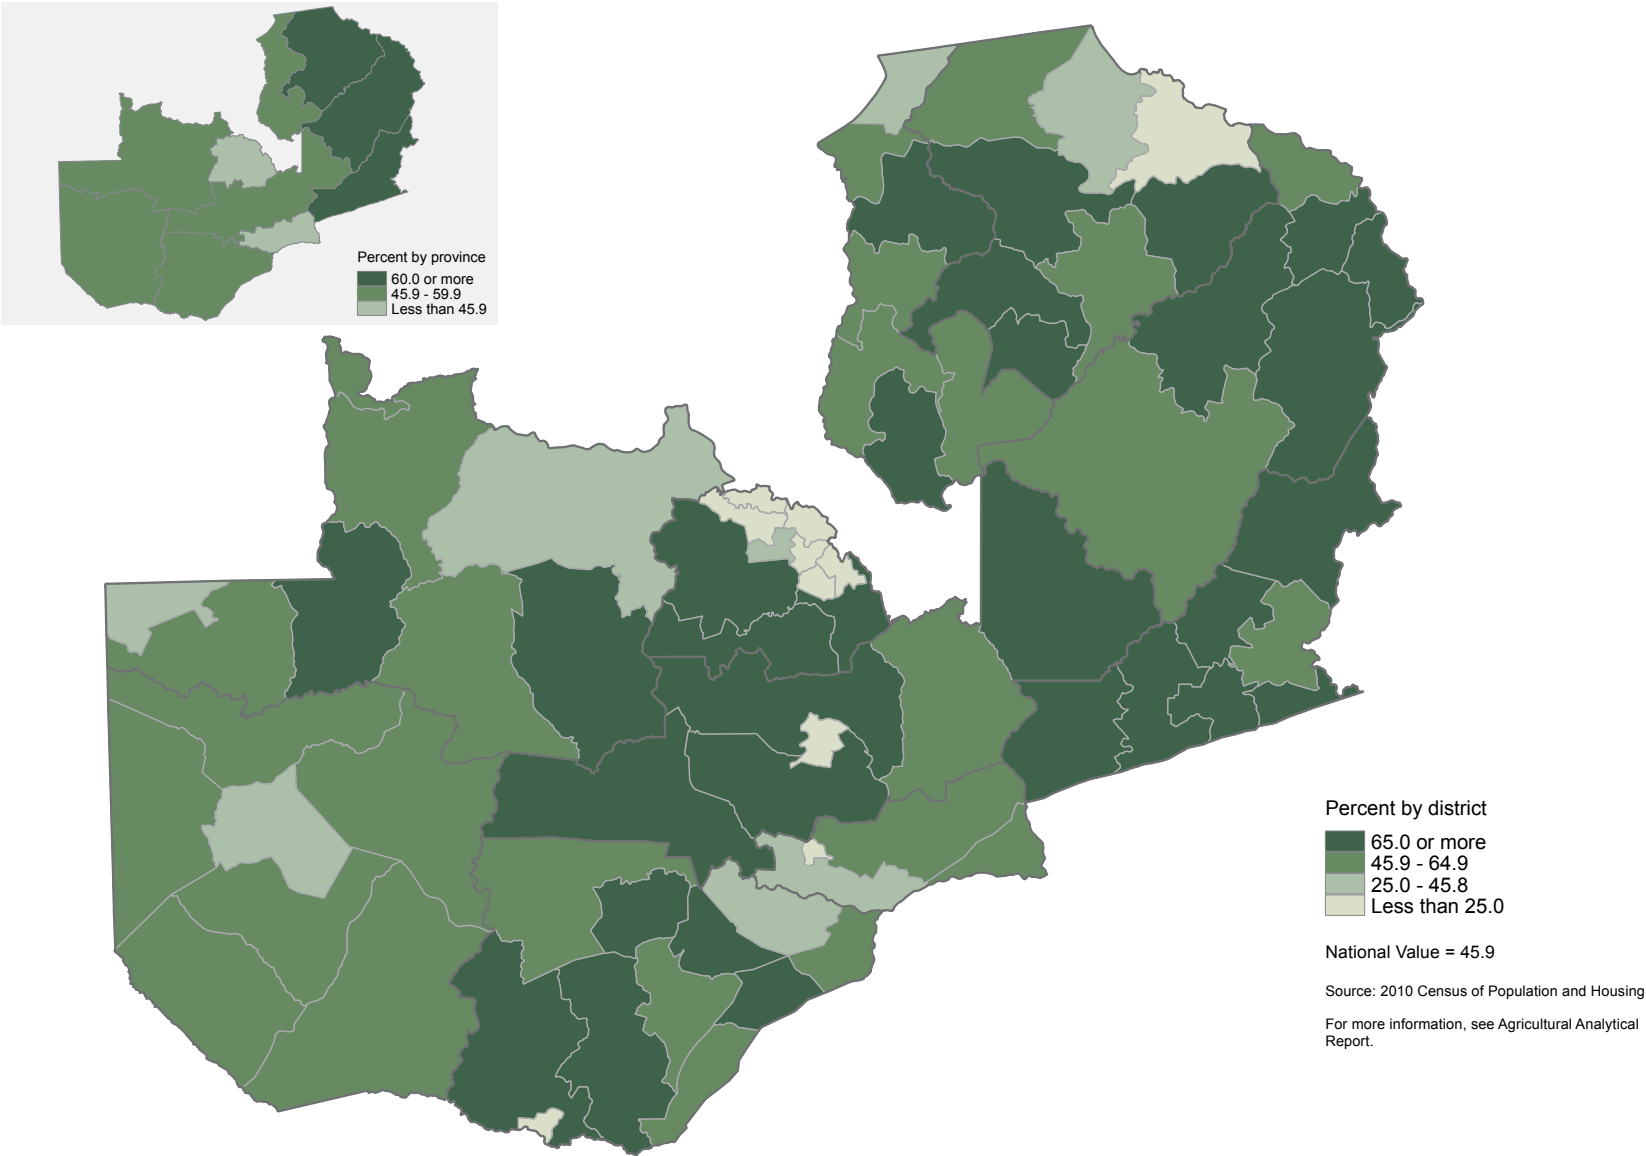 Percent by province
60.0 or more
45.9 - 59.9
Less than 45.9
Percent by district
65.0 or more
45.9 - 64.9
25.0 - 45.8
Less than 25.0
National Value = 45.9
Source: 2010 Census of Population and Housing
For more information, see Agricultural Analytical
Report.